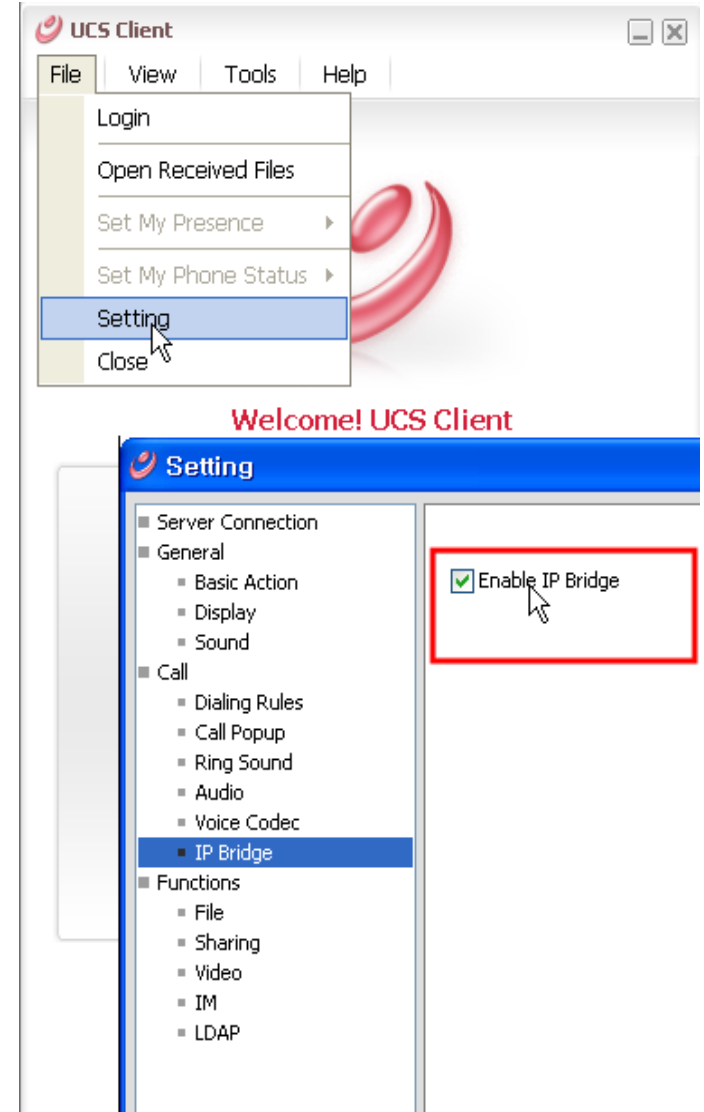 UCS Client
File View Tools Help
Login
Open Received Files
Set My Presence
Set My Phone Status
Setting
Close
Welcome! UCS Client
Setting
Server Connection
General
Basic Action
Display
Sound
Call
Dialing Rules
Call Popup
Ring Sound
Audio
Voice Codec
IP Bridge
Functions
File
Sharing
Video
IM
LDAP
Enable IP Bridge